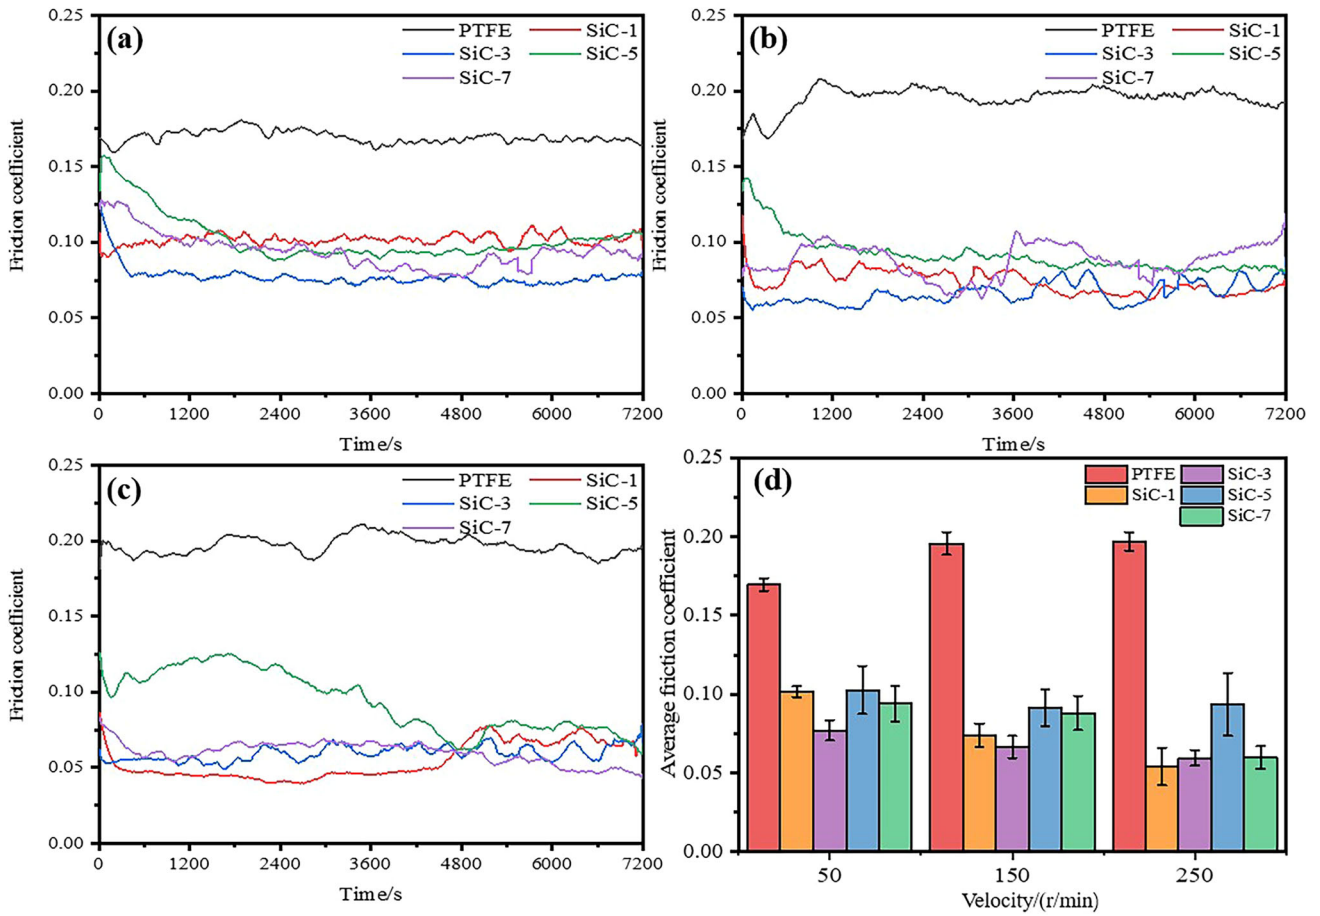 (a)
PTFE SiC-1
SiC-3 SiC-5
SiC-7
0.25
0.20
0.15
0.10
0.05
0.00
Friction coefficient
0 1200 2400 3600 4800 6000 7200
Time/s
(b)
PTFE SiC-1
SiC-3 SiC-5
SiC-7
0.25
0.20
0.15
0.10
0.05
0.00
Friction coefficient
0 1200 2400 3600 4800 6000 7200
Time/s
(c)
PTFE SiC-1
SiC-3 SiC-5
SiC-7
0.25
0.20
0.15
0.10
0.05
0.00
Friction coefficient
0 1200 2400 3600 4800 6000 7200
Time/s
(d)
PTFE SiC-3
SiC-1 SiC-5
SiC-7
0.25
0.20
0.15
0.10
0.05
0.00
Average friction coefficient
50 150 250
Velocity/(r/min)